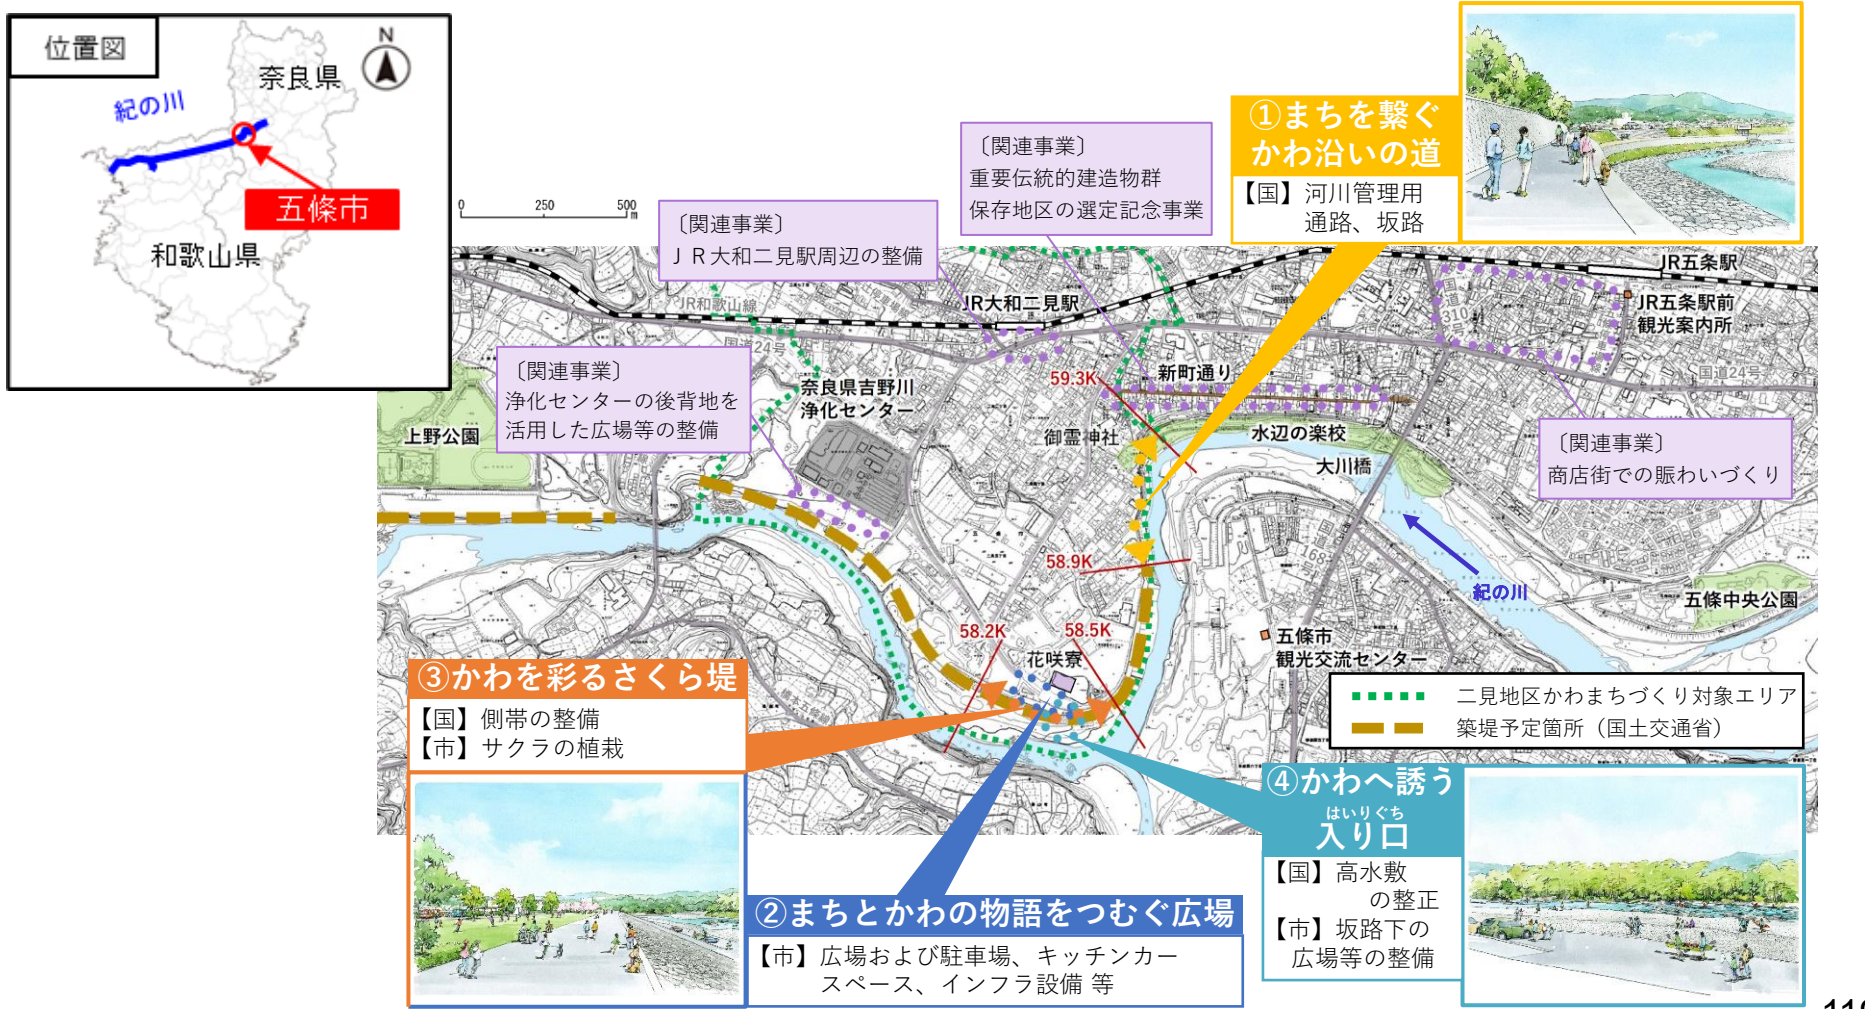 位置図
N
奈良県
紀の川
五條市
和歌山県
0 250 500
m
〔関連事業〕
ＪＲ大和二見駅周辺の整備
〔関連事業〕
重要伝統的建造物群
保存地区の選定記念事業
①まちを繋ぐ
かわ沿いの道
【国】河川管理用
通路、坂路
JR和歌山線
JR大和二見駅
国道24号
国道310号
JR五条駅
JR五条駅前
観光案内所
国道24号
〔関連事業〕
浄化センターの後背地を
活用した広場等の整備
奈良県吉野川
浄化センター
上野公園
59.3K
新町通り
御霊神社
水辺の楽校
大川橋
〔関連事業〕
商店街での賑わいづくり
国道168号
58.9K
紀の川
五條中央公園
58.2K
58.5K
花咲寮
五條市
観光交流センター
二見地区かわまちづくり対象エリア
築堤予定箇所（国土交通省）
③かわを彩るさくら堤
【国】側帯の整備
【市】サクラの植栽
②まちとかわの物語をつむぐ広場
【市】広場および駐車場、キッチンカー
スペース、インフラ設備 等
④かわへ誘う
はいりぐち
入り口
【国】高水敷
の整正
【市】坂路下の
広場等の整備